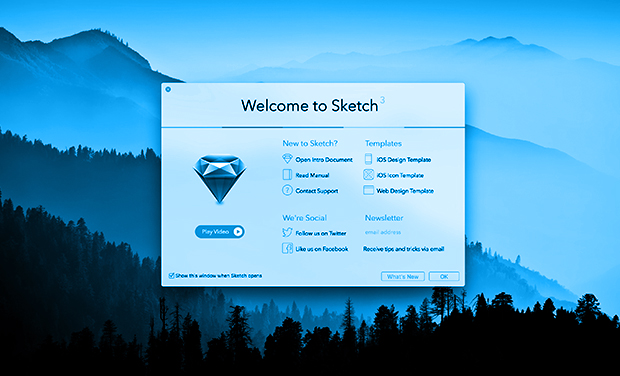 Welcome to Sketch 3
New to Sketch?
Open Intro Document
Read Manual
Contact Support
Templates
iOS Design Template
iOS Icon Template
Web Design Template
Play Video
We're Social
Follow us on Twitter
Like us on Facebook
Newsletter
email address
Receive tips and tricks via email
Show this window when Sketch opens
What's New
OK